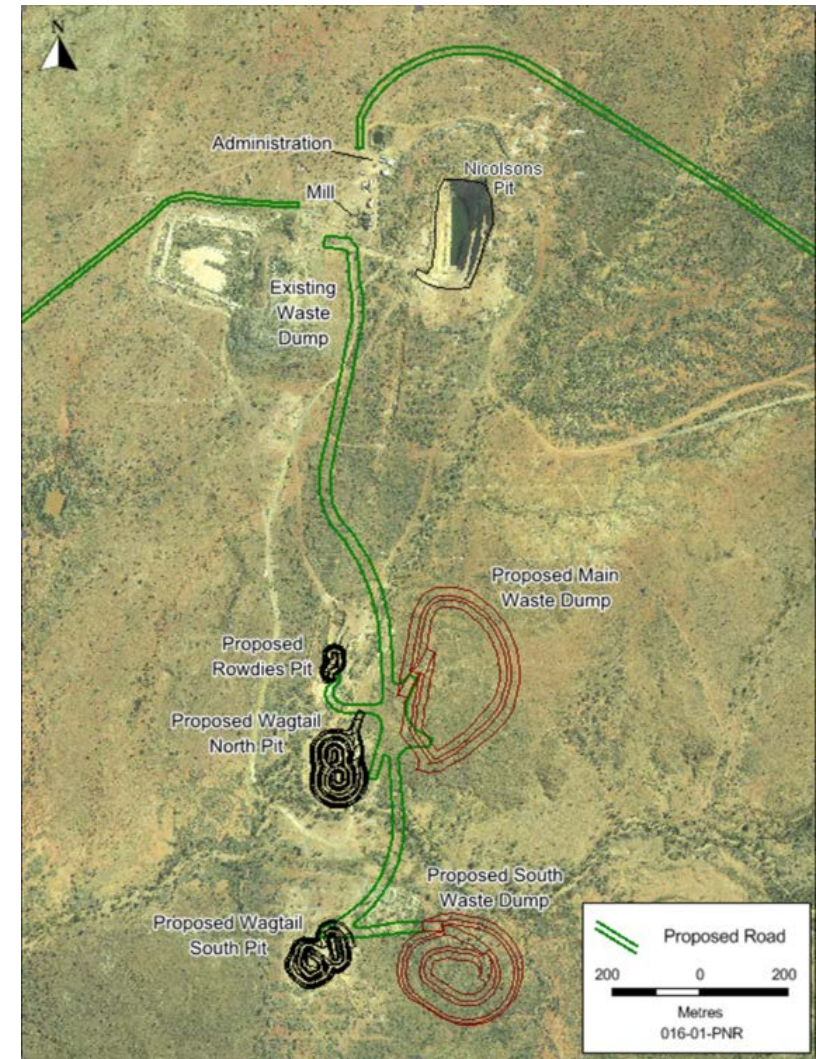 N
Administration
Nicolsons
Pit
Mill
Existing
Waste
Dump
Proposed Main
Waste Dump
Proposed
Rowdies Pit
Proposed Wagtail
North Pit
Proposed South
Waste Dump
Proposed Wagtail
South Pit
Proposed Road
200 0 200
Metres
016-01-PNR